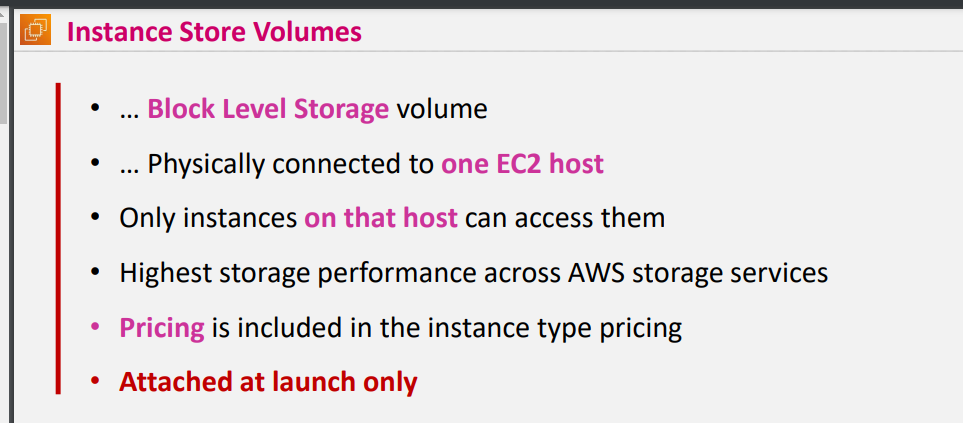 Instance Store Volumes
• ... Block Level Storage volume
• ... Physically connected to one EC2 host
• Only instances on that host can access them
• Highest storage performance across AWS storage services
• Pricing is included in the instance type pricing
• Attached at launch only